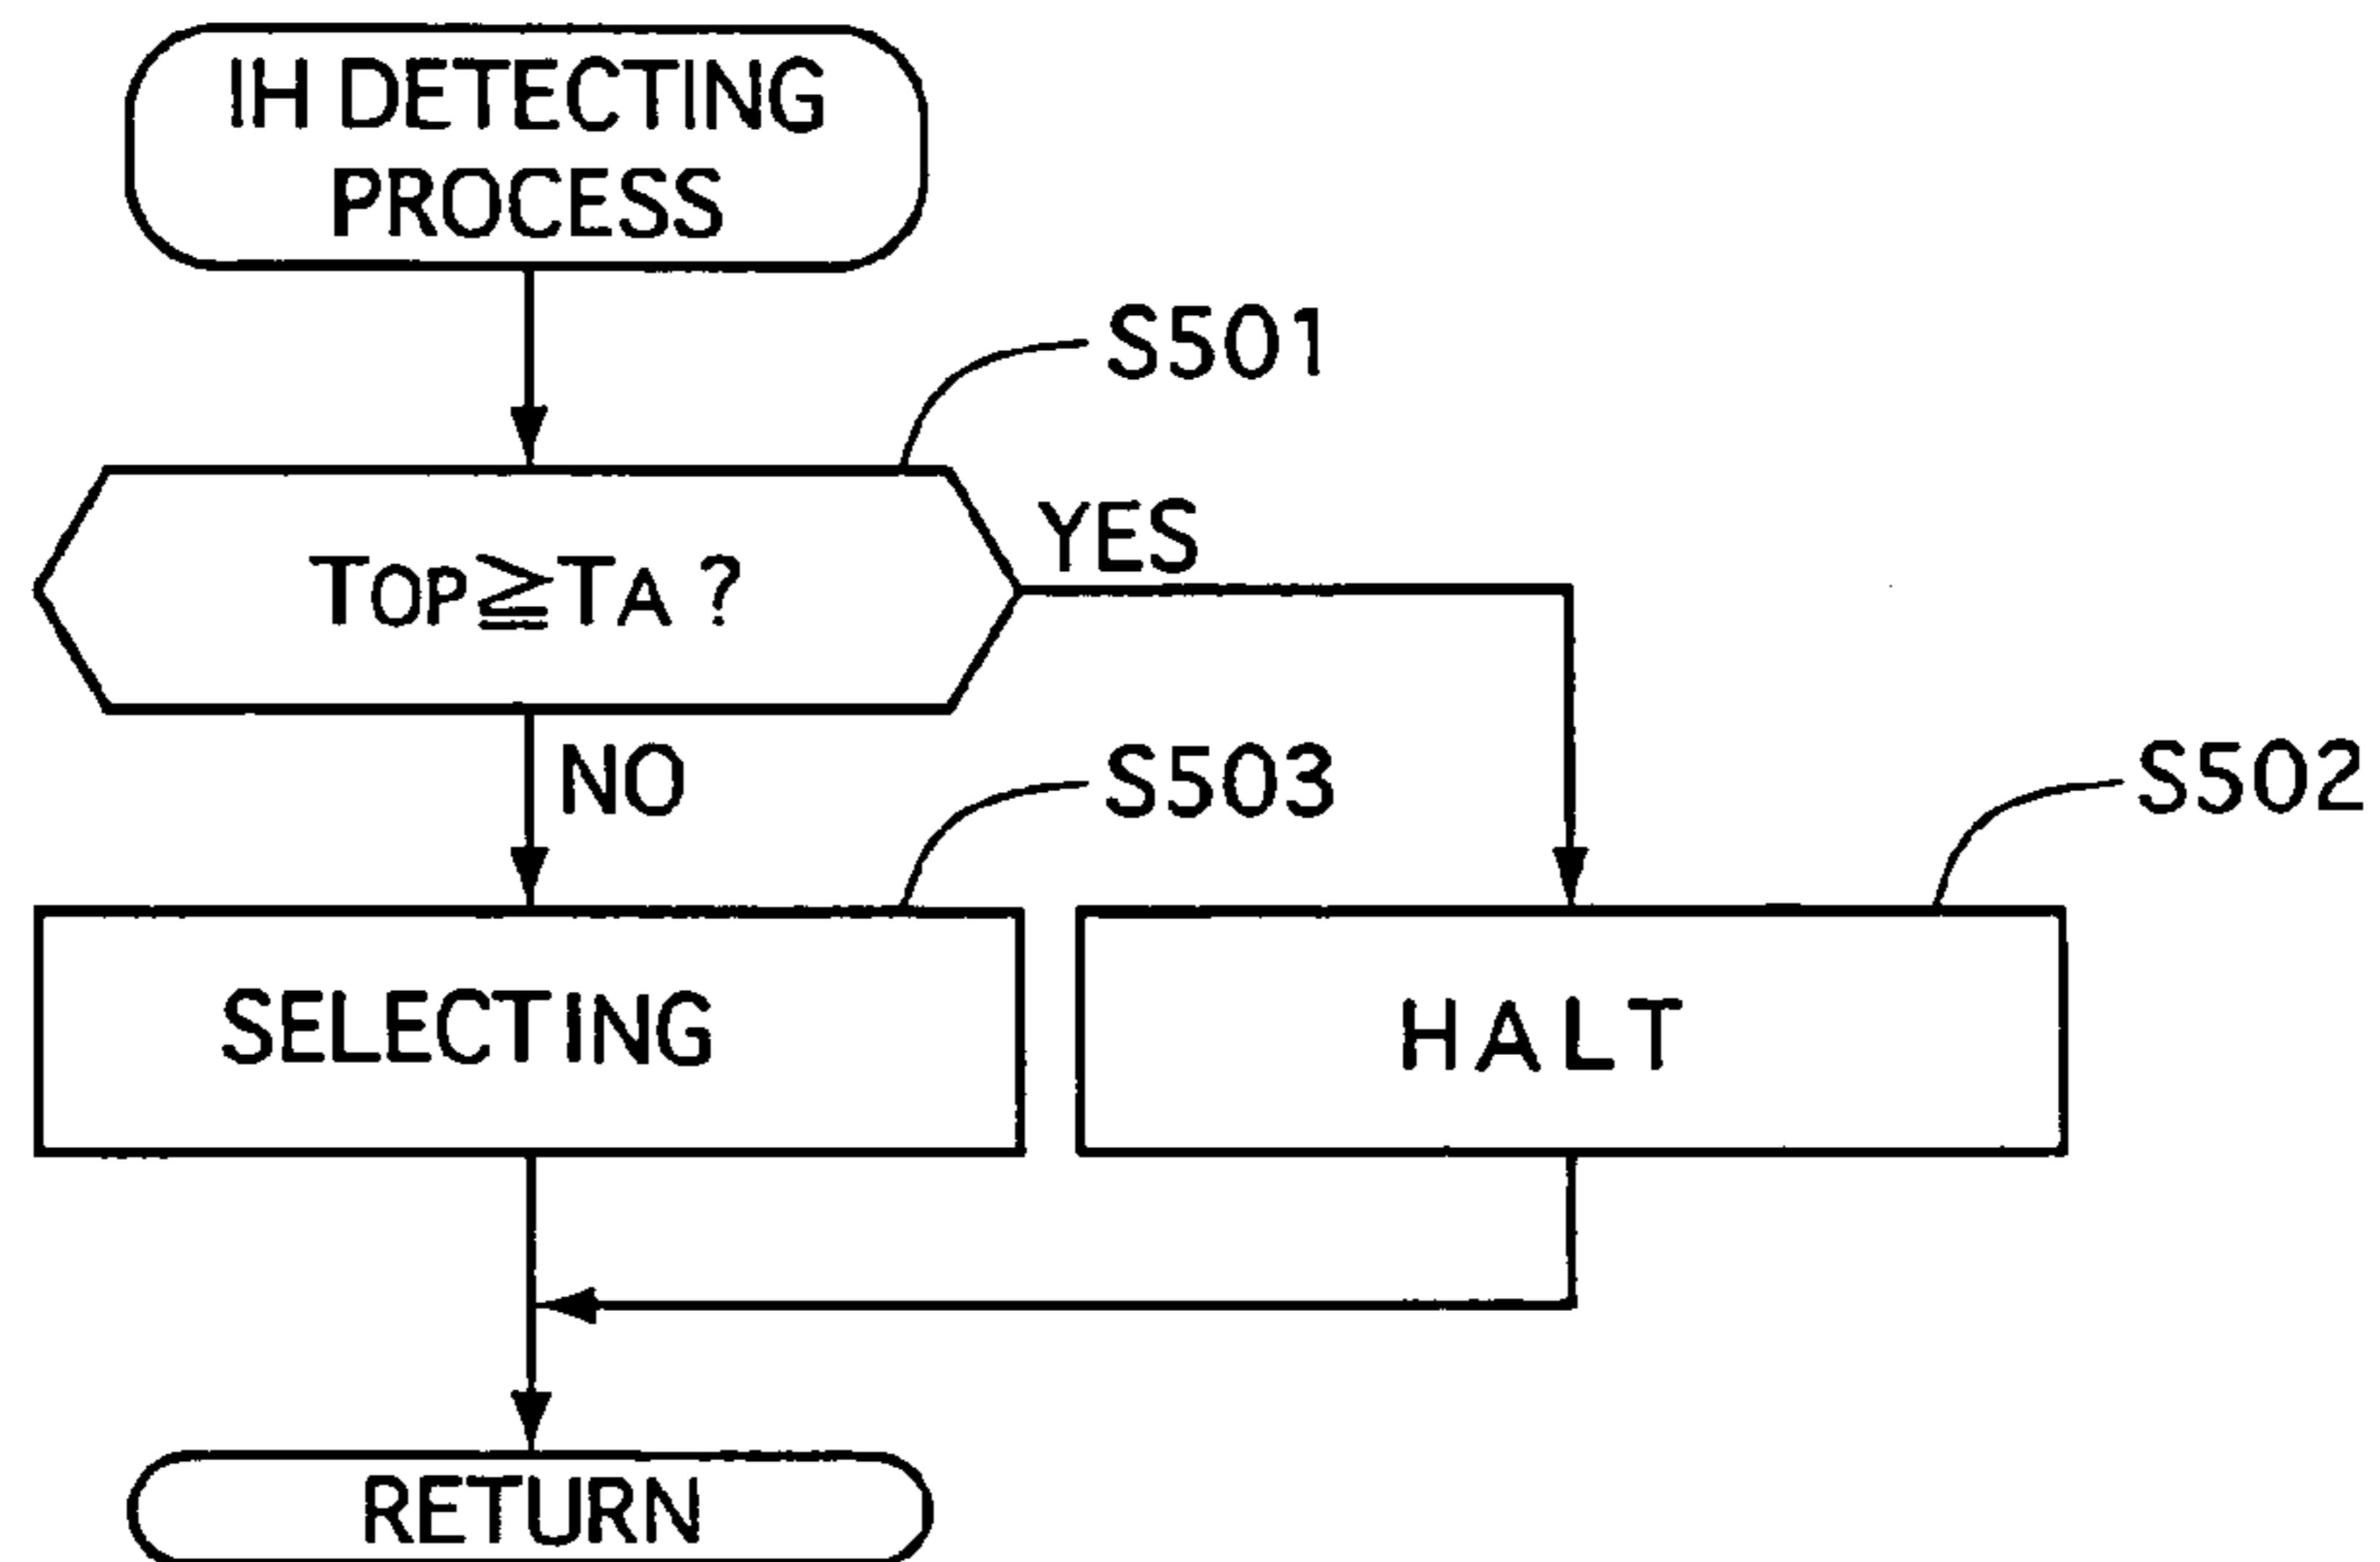 IH DETECTING
PROCESS
S501
TOP≧TA ?
YES
NO
S503
S502
SELECTING
HALT
RETURN